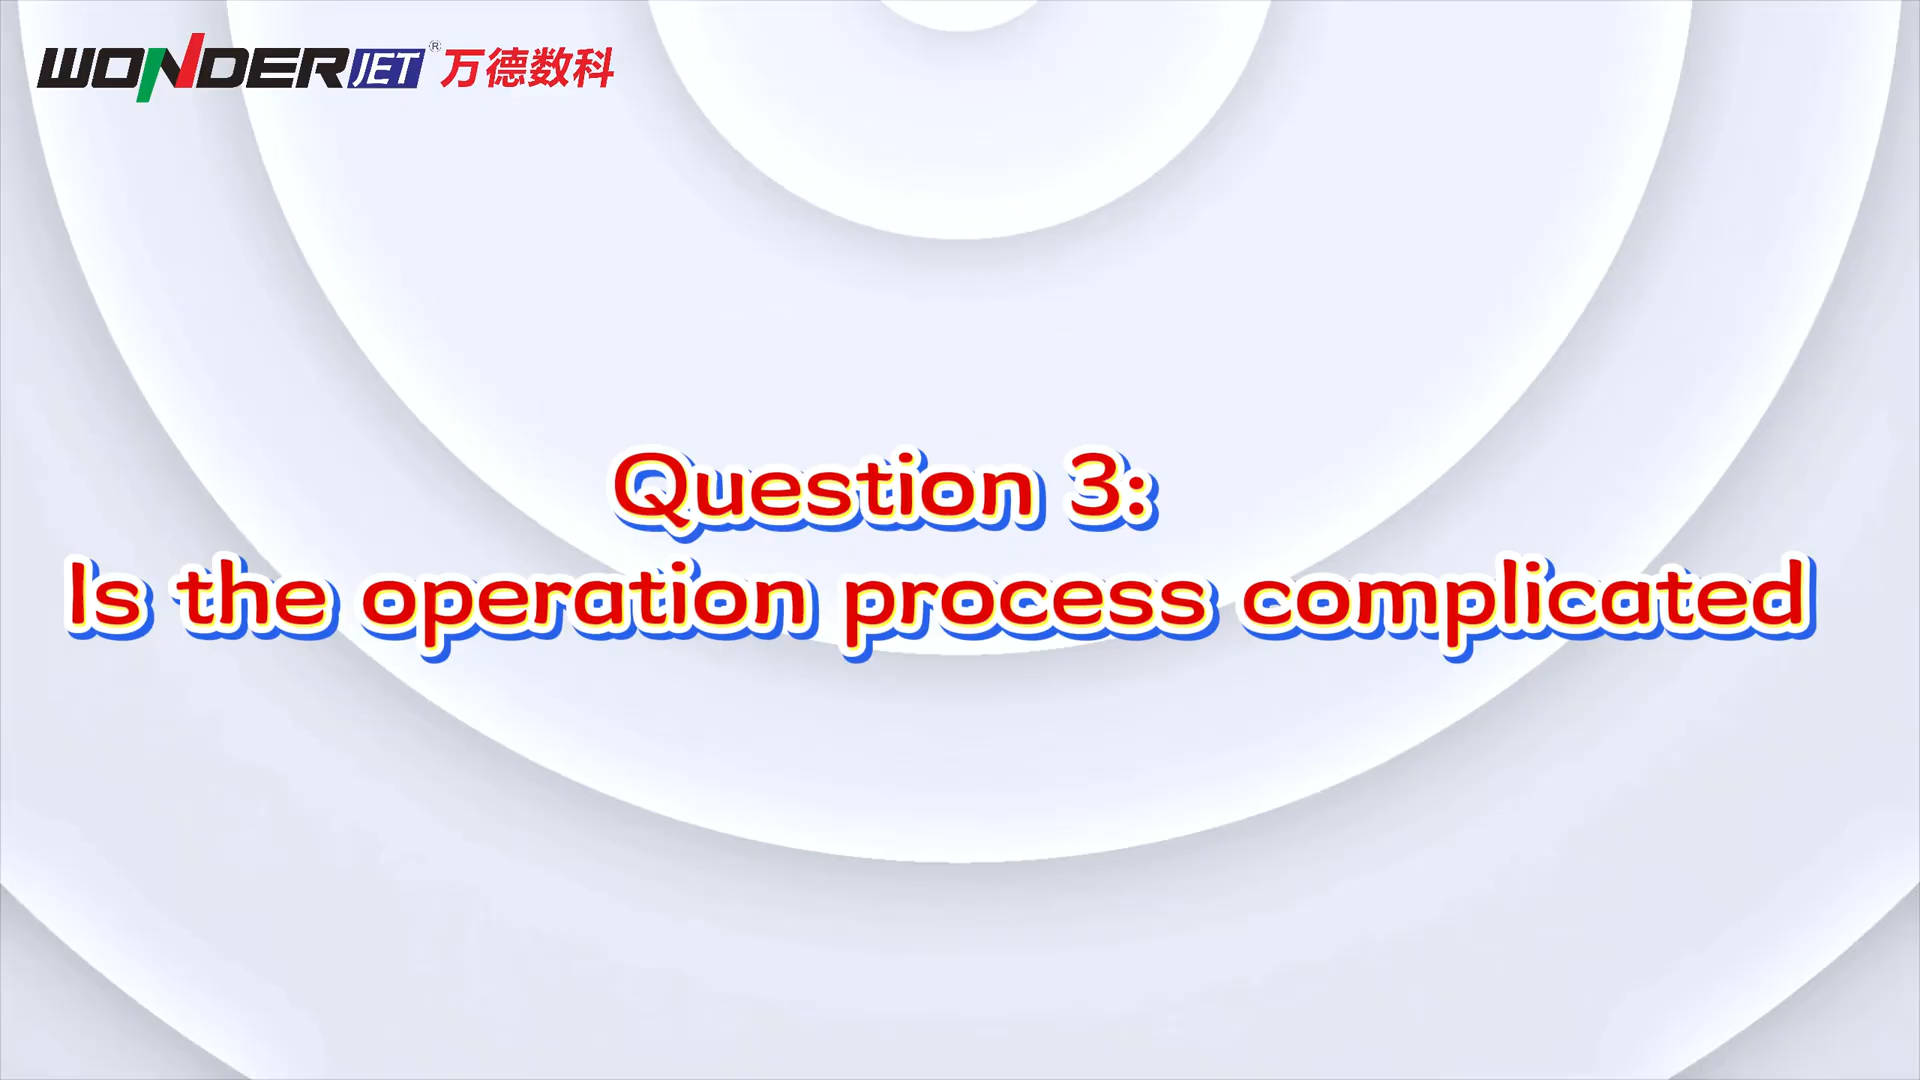 WONDERJET® 万德数科
Question 3:
Is the operation process complicated